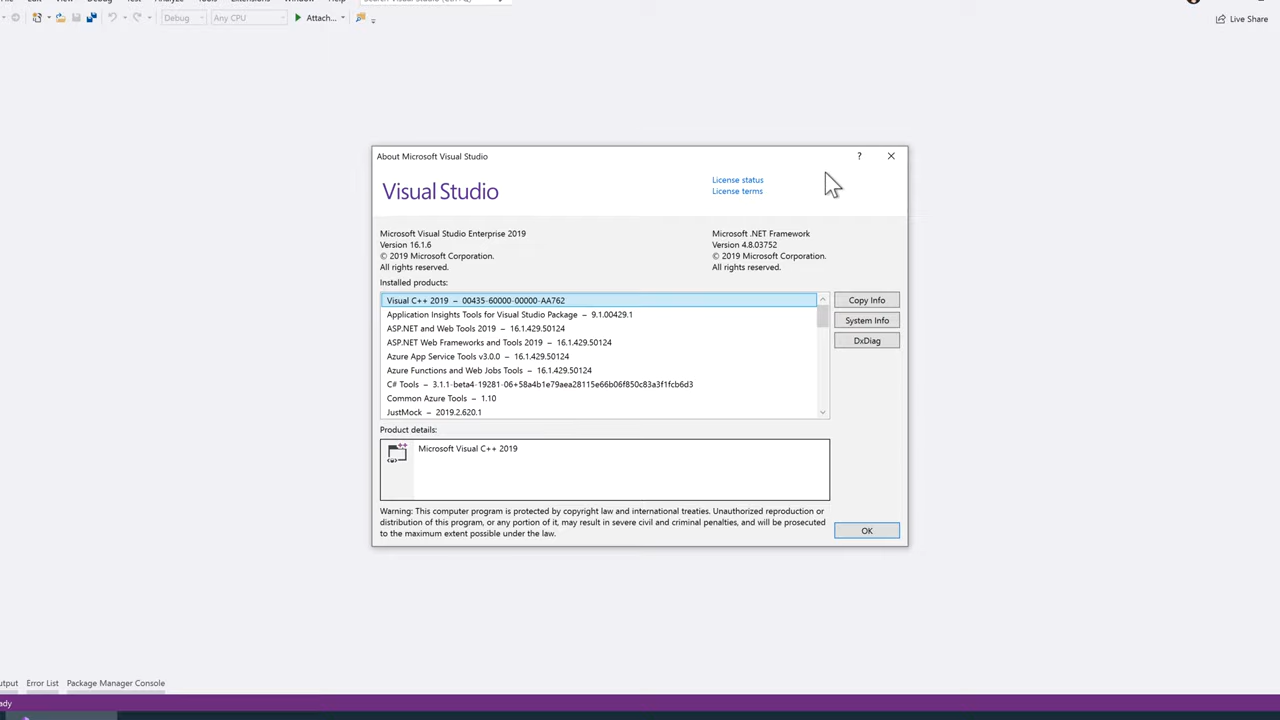 Debug
Any CPU
Attach...
Live Share
About Microsoft Visual Studio
?
Visual Studio
License status
License terms
Microsoft Visual Studio Enterprise 2019
Version 16.1.6
© 2019 Microsoft Corporation.
All rights reserved.
Microsoft .NET Framework
Version 4.8.03752
© 2019 Microsoft Corporation.
All rights reserved.
Installed products:
Visual C++ 2019 – 00435-60000-00000-AA762
Application Insights Tools for Visual Studio Package – 9.1.00429.1
ASP.NET and Web Tools 2019 – 16.1.429.50124
ASP.NET Web Frameworks and Tools 2019 – 16.1.429.50124
Azure App Service Tools v3.0.0 – 16.1.429.50124
Azure Functions and Web Jobs Tools – 16.1.429.50124
C# Tools – 3.1.1-beta4-19281-06+58a4b1e79aea28115e66b06f850c83a3f1fcb6d3
Common Azure Tools – 1.10
JustMock – 2019.2.620.1
Copy Info
System Info
DxDiag
Product details:
Microsoft Visual C++ 2019
Warning: This computer program is protected by copyright law and international treaties. Unauthorized reproduction or
distribution of this program, or any portion of it, may result in severe civil and criminal penalties, and will be prosecuted
to the maximum extent possible under the law.
OK
utput
Error List
Package Manager Console
ady